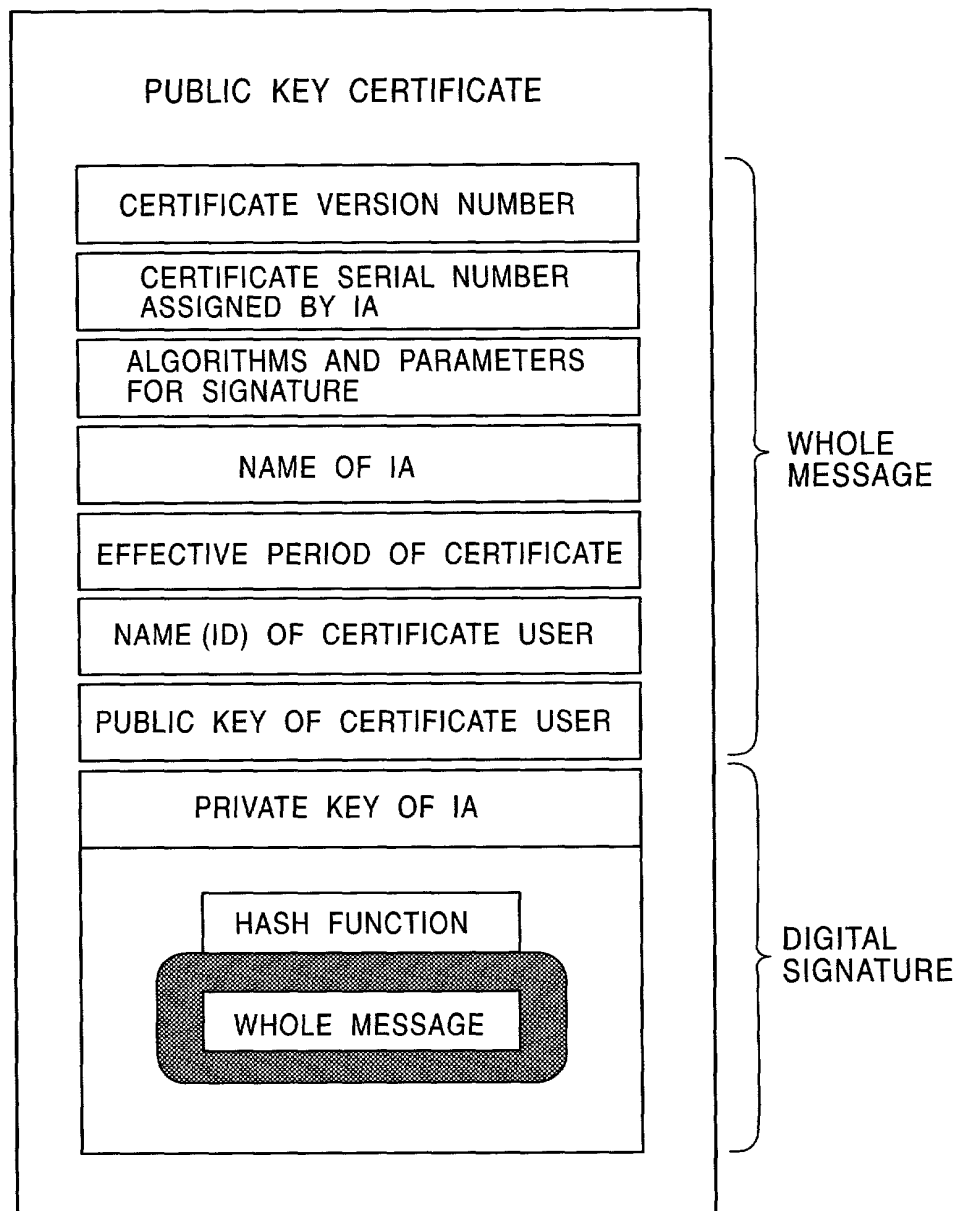 PUBLIC KEY CERTIFICATE
CERTIFICATE VERSION NUMBER
CERTIFICATE SERIAL NUMBER
ASSIGNED BY IA
ALGORITHMS AND PARAMETERS
FOR SIGNATURE
NAME OF IA
EFFECTIVE PERIOD OF CERTIFICATE
NAME (ID) OF CERTIFICATE USER
PUBLIC KEY OF CERTIFICATE USER
WHOLE
MESSAGE
PRIVATE KEY OF IA
HASH FUNCTION
WHOLE MESSAGE
DIGITAL
SIGNATURE